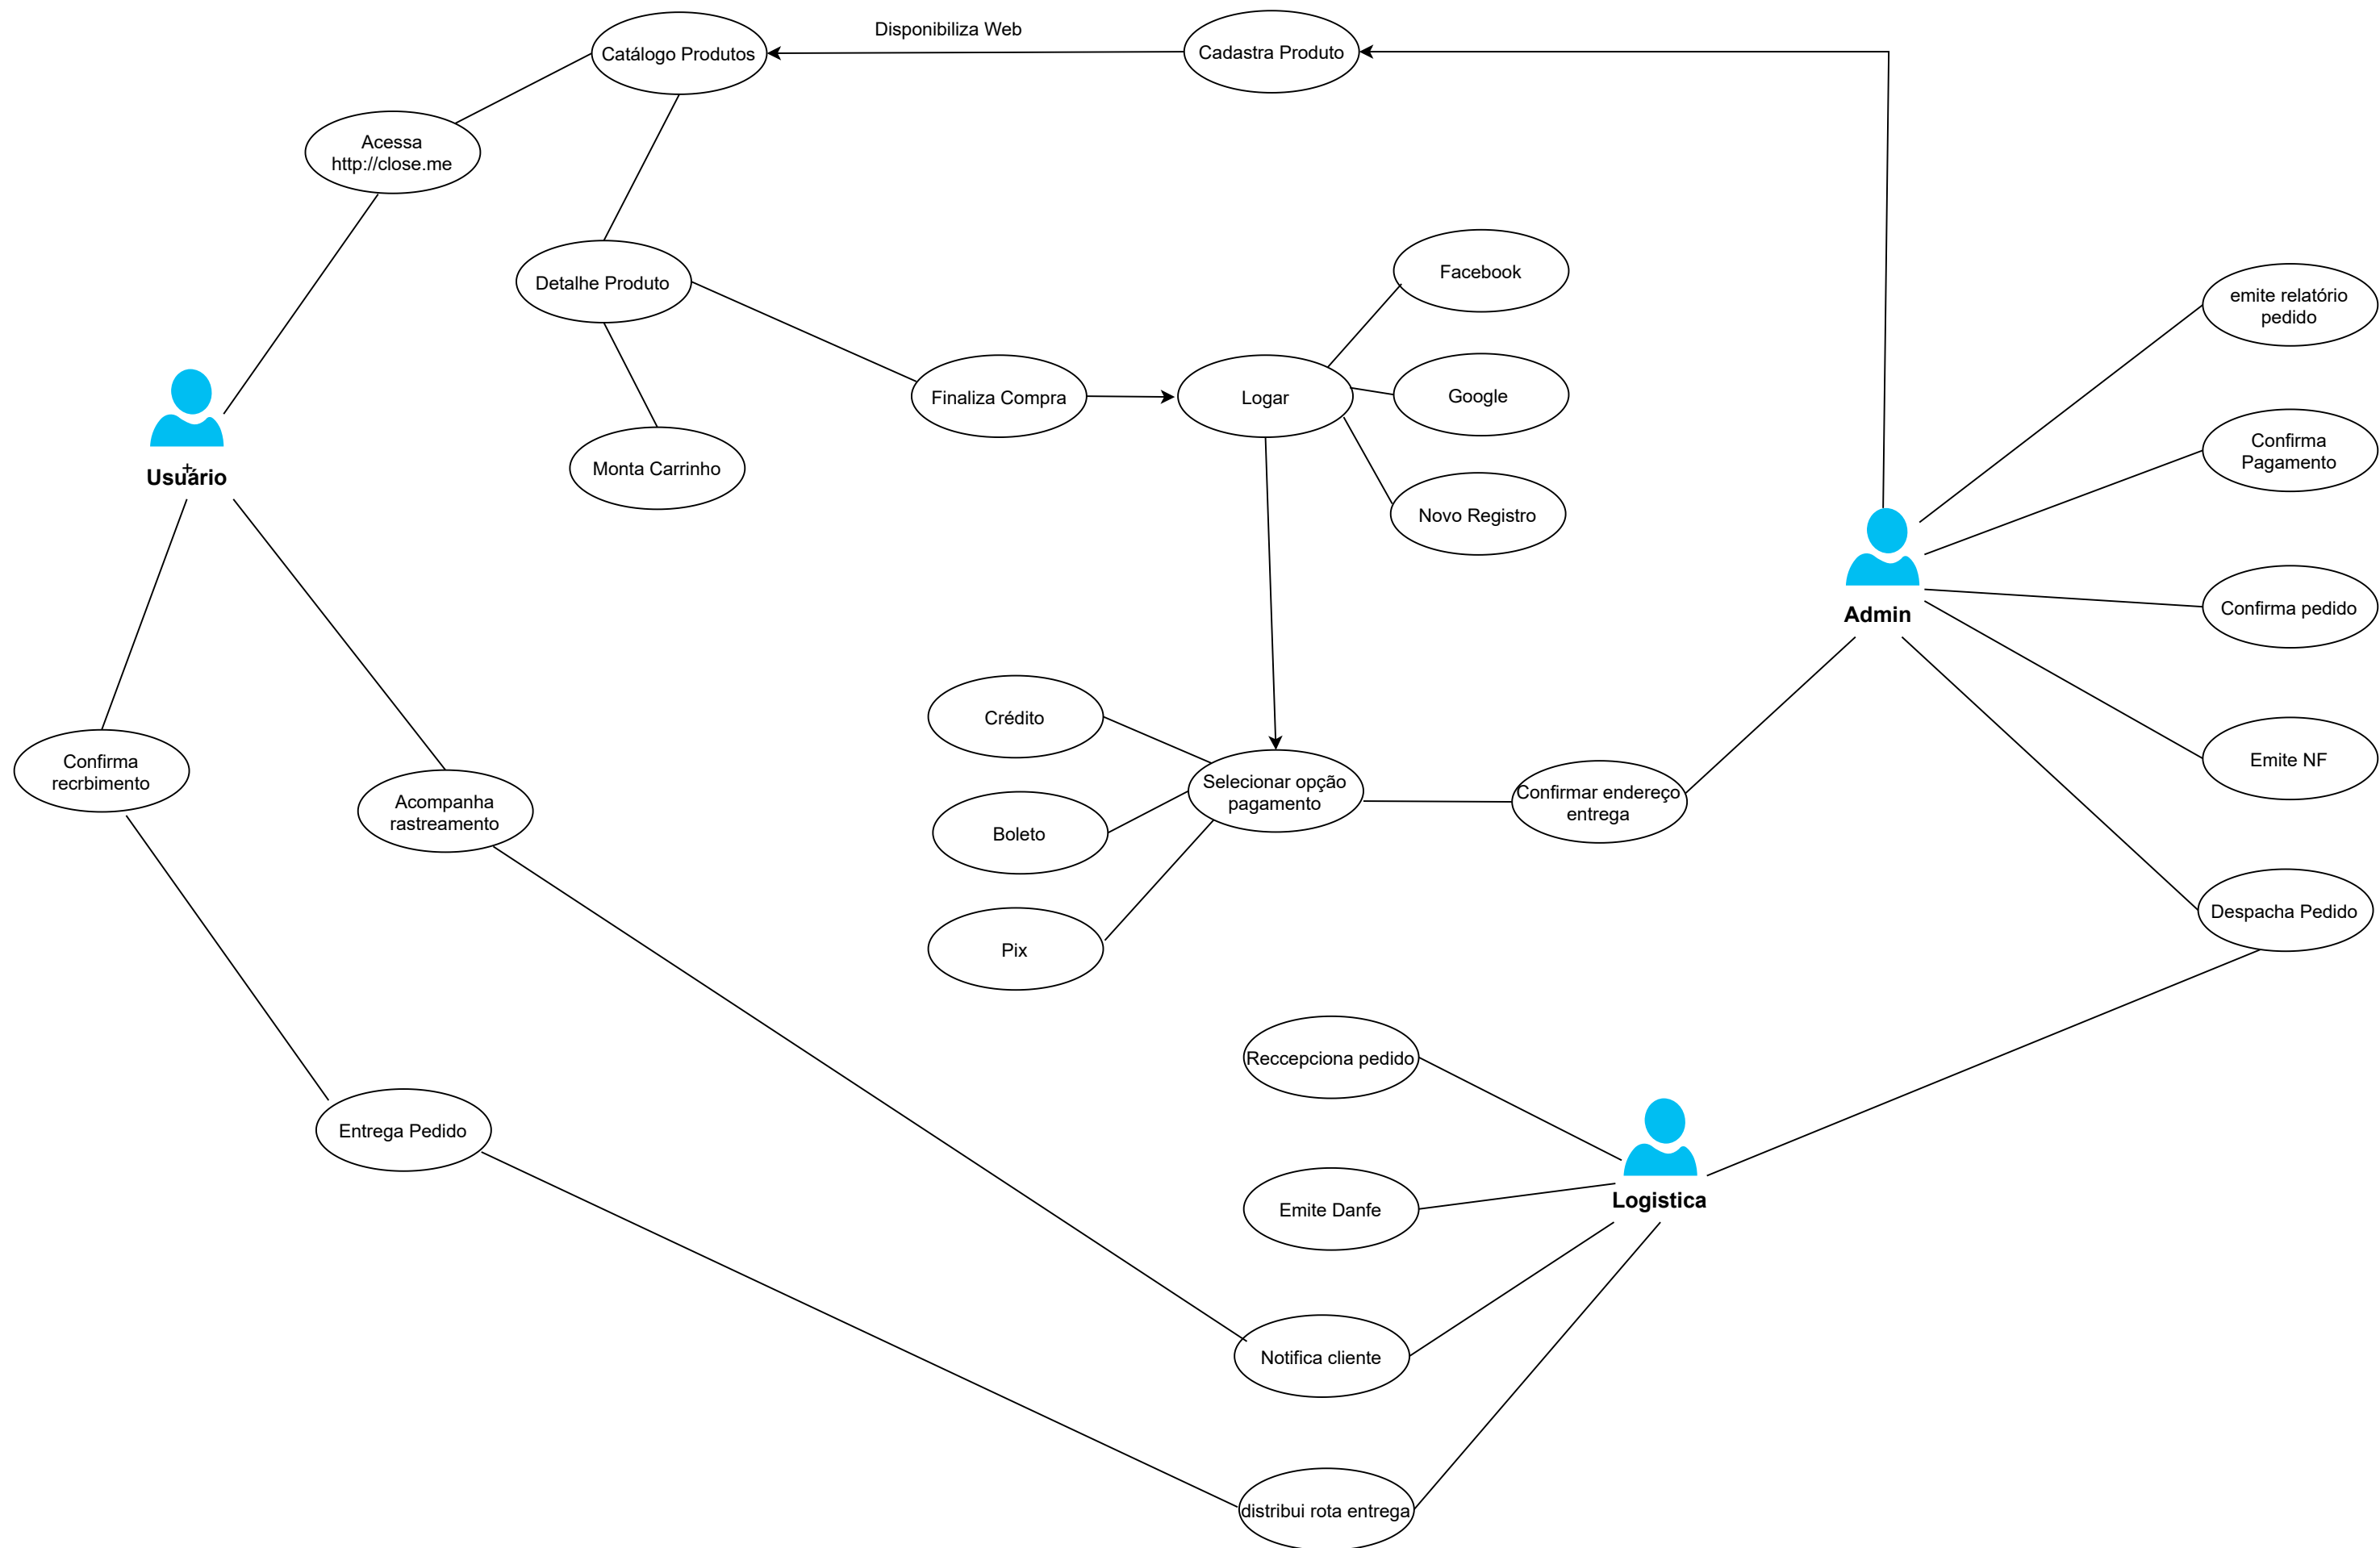 Disponibiliza Web
Catálogo Produtos
Cadastra Produto
Acessa
http://close.me
Detalhe Produto
Facebook
emite relatório
pedido
Finaliza Compra
Logar
Google
Confirma
Pagamento
Monta Carrinho
+
Usuário
Novo Registro
Admin
Confirma pedido
Crédito
Confirma
recrbimento
Acompanha
rastreamento
Selecionar opção
pagamento
Confirmar endereço
entrega
Emite NF
Boleto
Despacha Pedido
Pix
Reccepciona pedido
Entrega Pedido
Emite Danfe
Logistica
Notifica cliente
distribui rota entrega